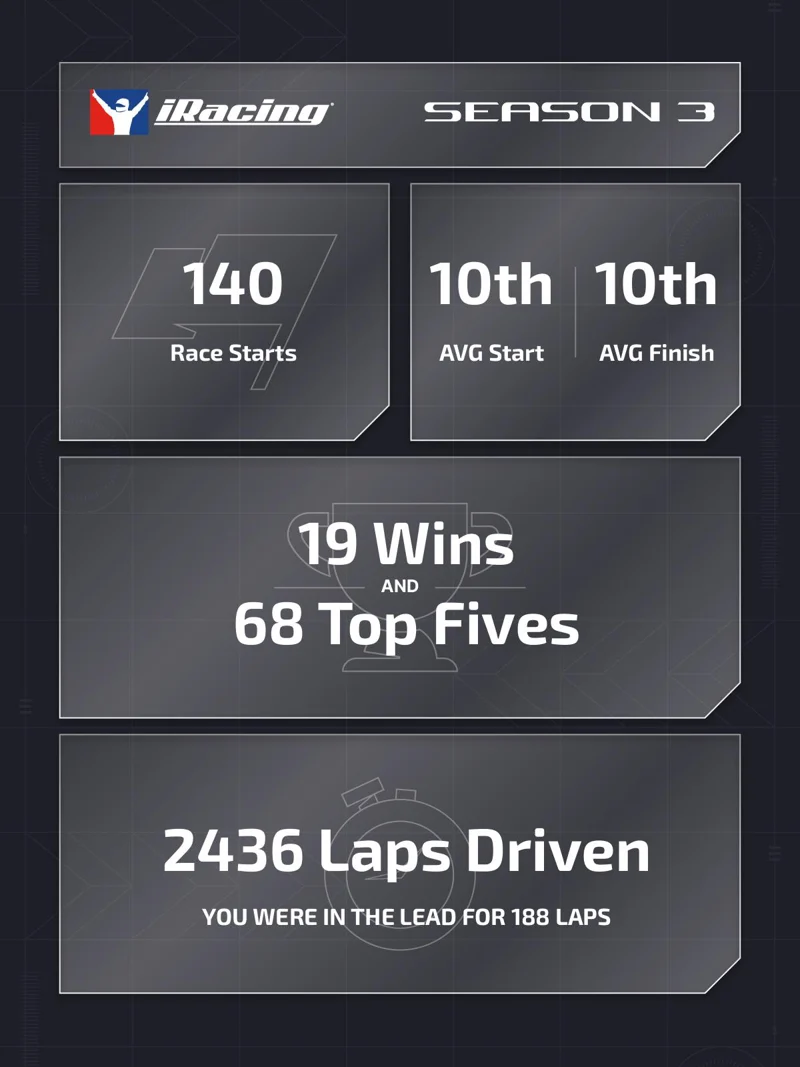 iRacing SEASON 3
140
Race Starts
10th 10th
AVG Start AVG Finish
19 Wins
AND
68 Top Fives
2436 Laps Driven
YOU WERE IN THE LEAD FOR 188 LAPS